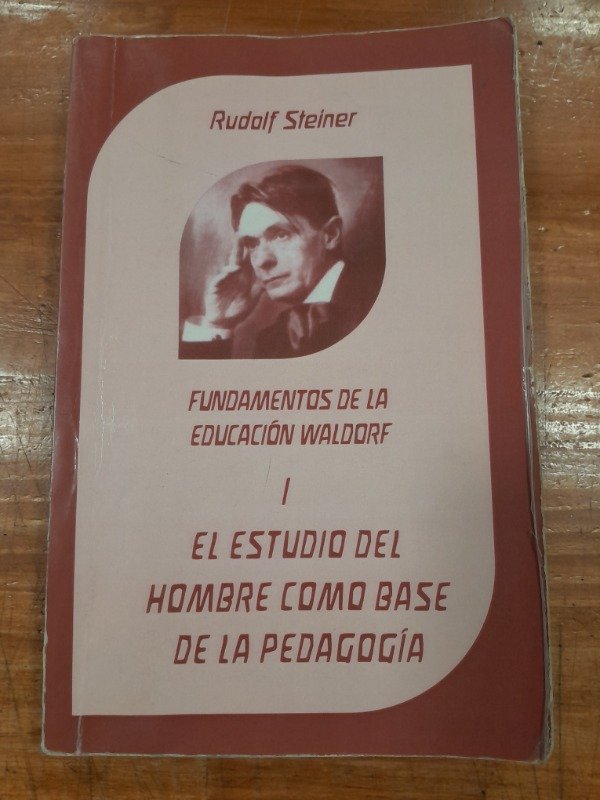 Rudolf Steiner
FUNDAMENTOS DE LA
EDUCACIÓN WALDORF
I
EL ESTUDIO DEL
HOMBRE COMO BASE
DE LA PEDAGOGÍA